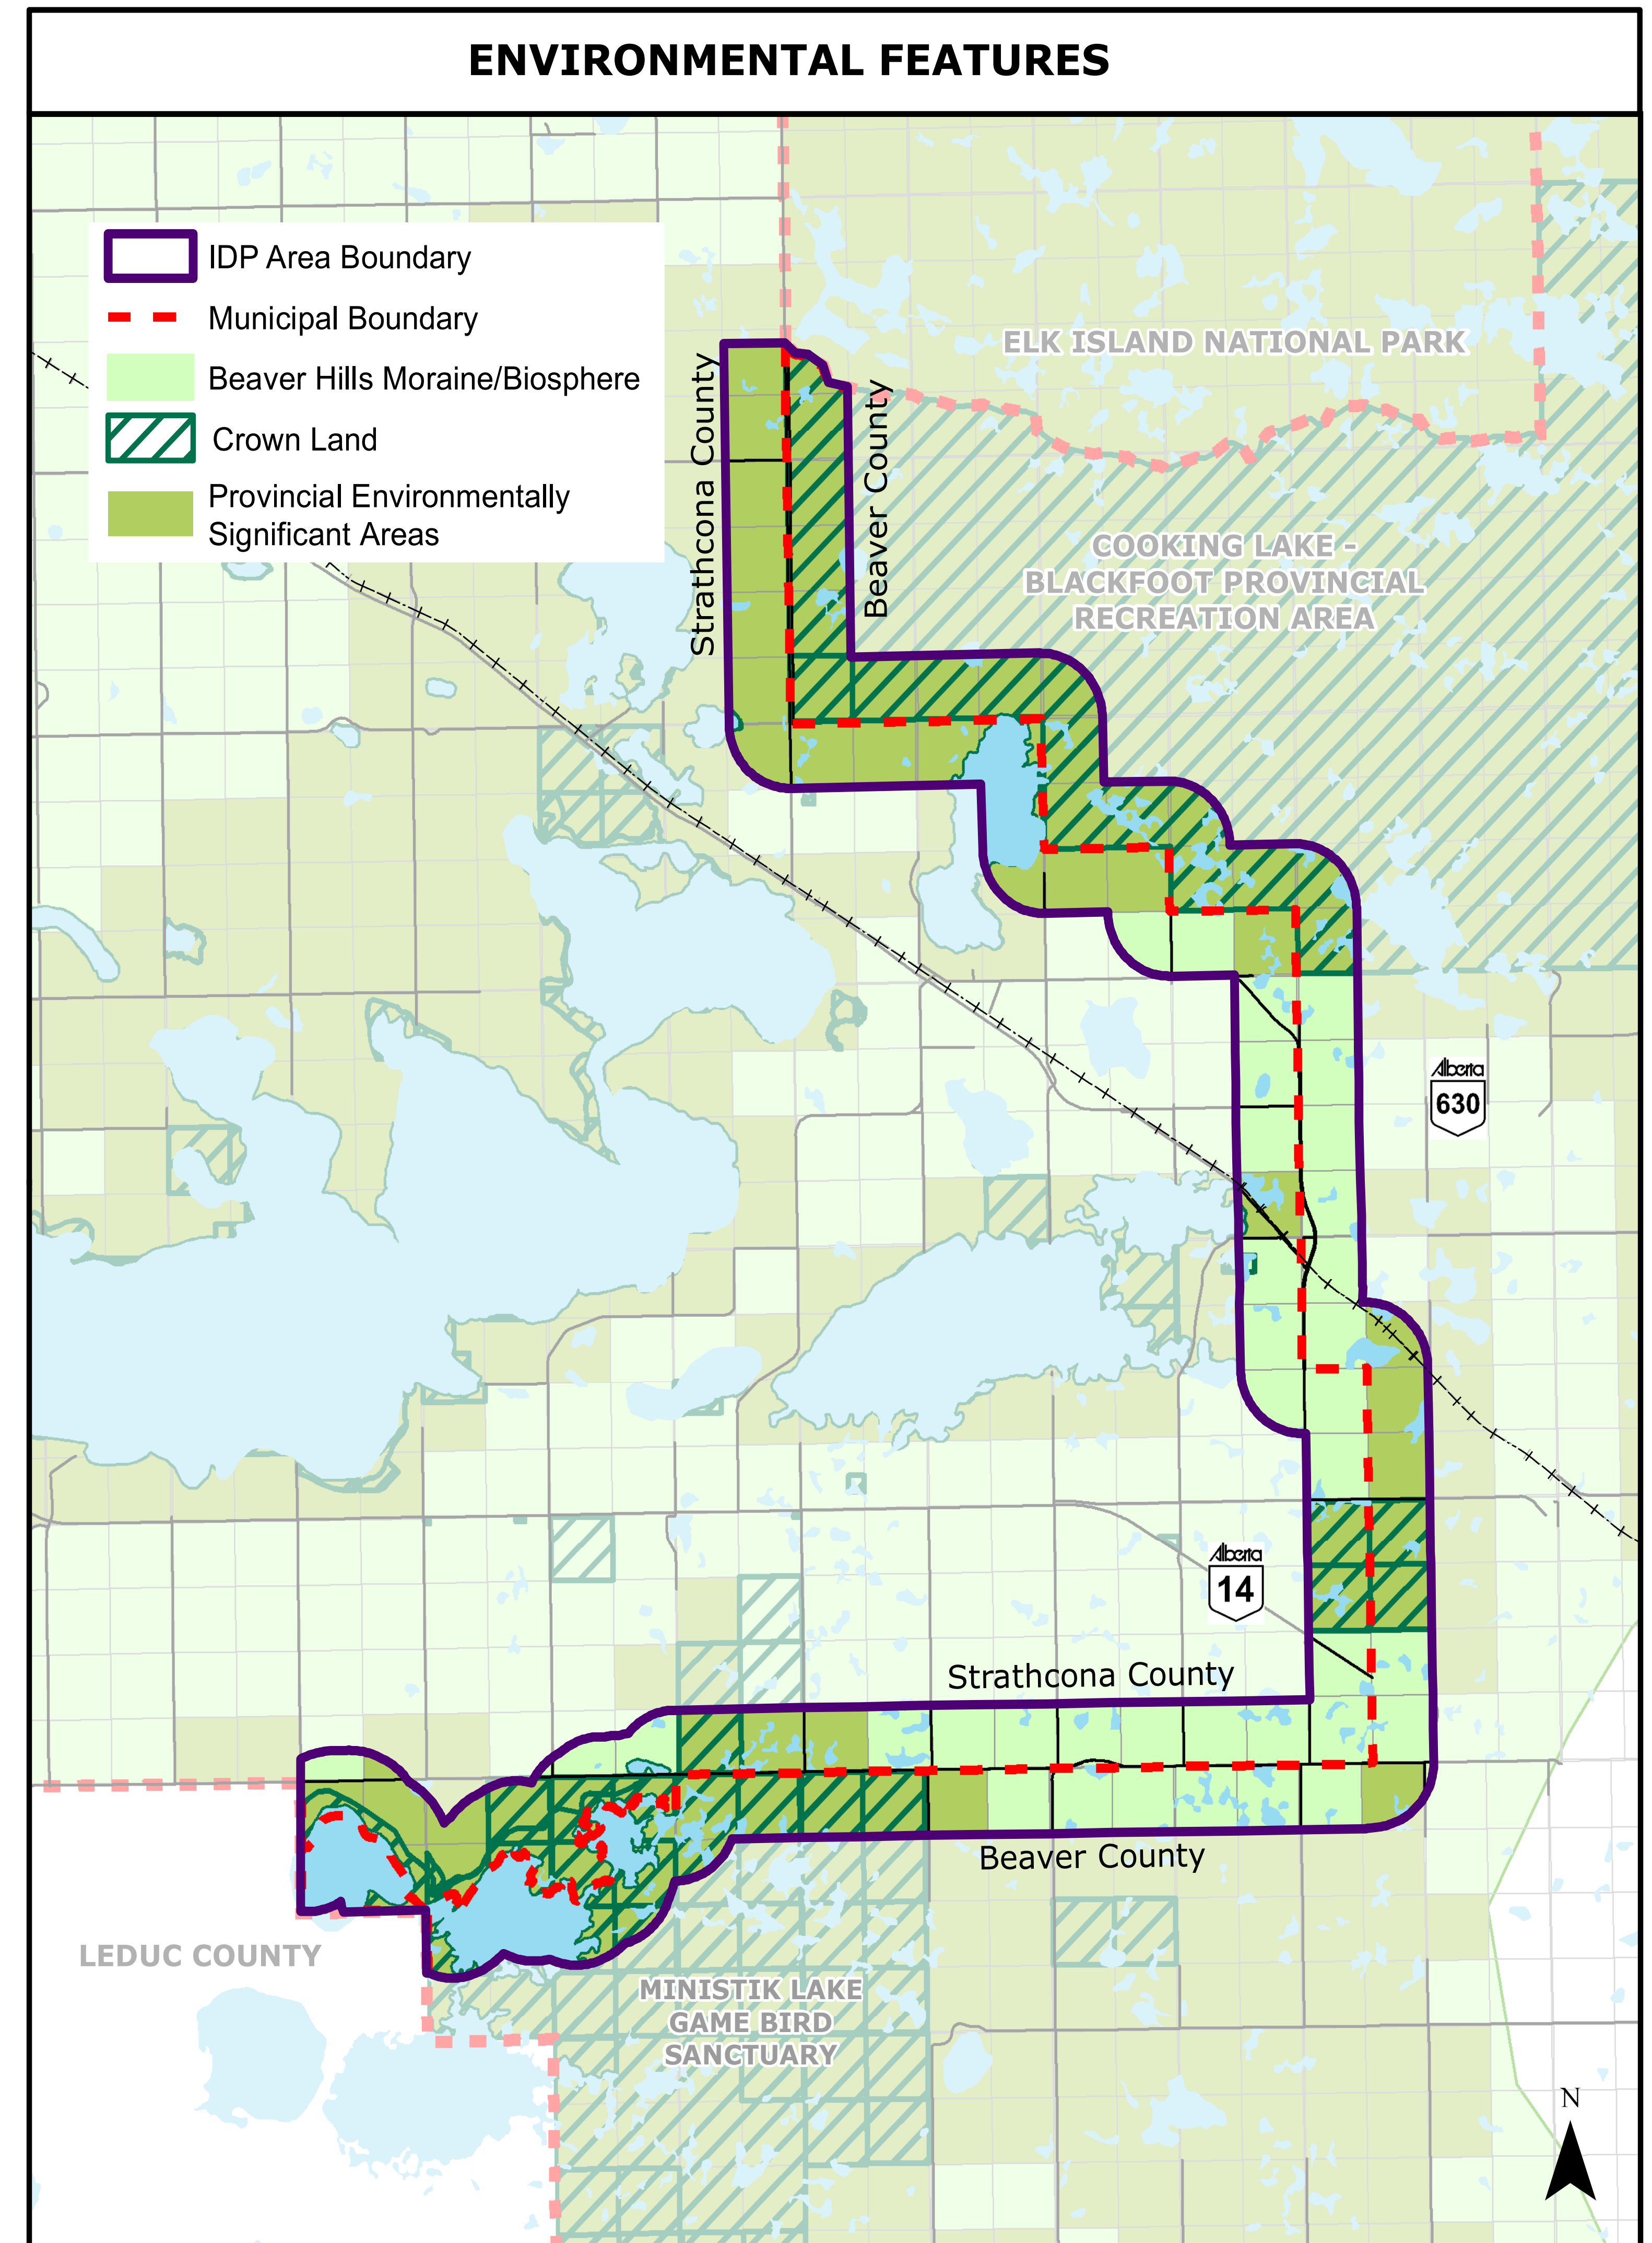 ENVIRONMENTAL FEATURES
IDP Area Boundary
Municipal Boundary
Beaver Hills Moraine/Biosphere
Crown Land
Provincial Environmentally
Significant Areas
ELK ISLAND NATIONAL PARK
Strathcona County
Beaver County
COOKING LAKE -
BLACKFOOT PROVINCIAL
RECREATION AREA
Alberta
630
Alberta
14
Strathcona County
Beaver County
LEDUC COUNTY
MINISTIK LAKE
GAME BIRD
SANCTUARY
N